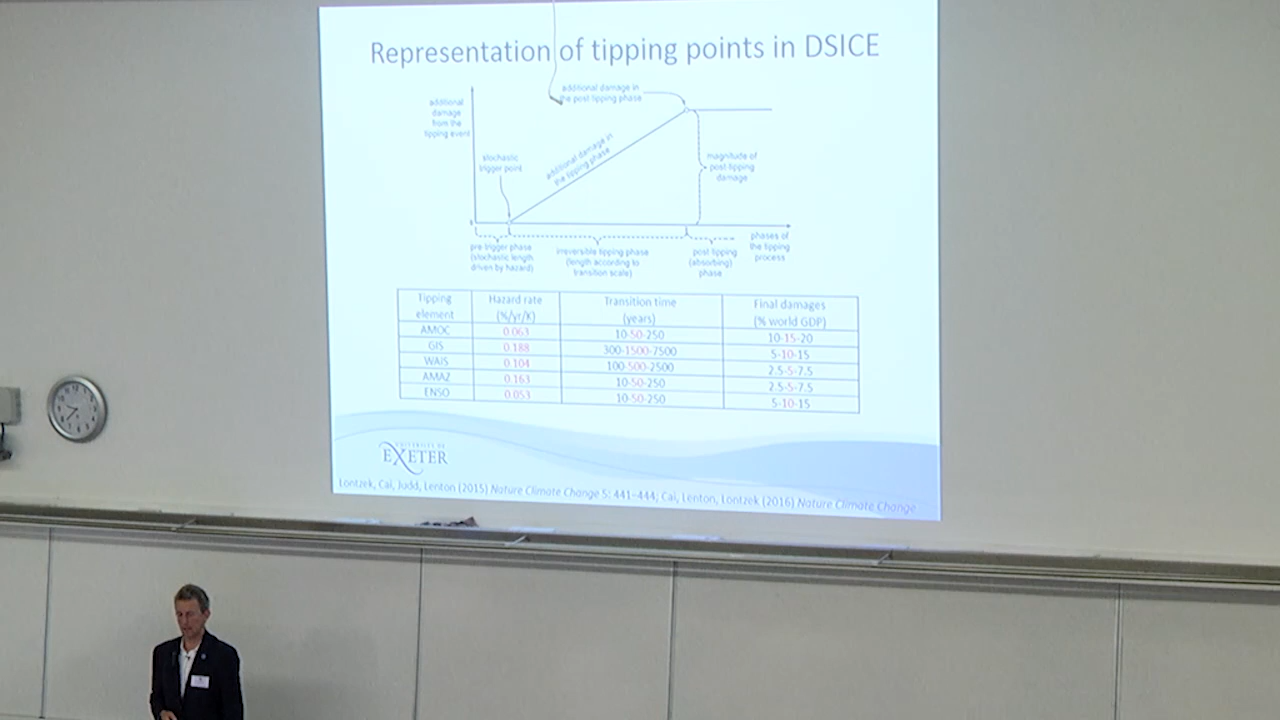 Representation of tipping points in DSICE
additional
damage
from the
tipping event
additional damage in
the post tipping phase
stochastic
trigger point
additional damage in
the tipping phase
magnitude of
post tipping
damage
phases of
the tipping
process
pre trigger phase
(stochastic length
driven by hazard)
irreversible tipping phase
(length according to
transition scale)
post tipping
(absorbing)
phase
Tipping element Hazard rate (%/yr/K) Transition time (years) Final damages (% world GDP)
AMOC 0.063 10-50-250 10-15-20
GIS 0.188 300-1500-7500 5-10-15
WAIS 0.104 100-500-2500 2.5-5-7.5
AMAZ 0.163 10-50-250 2.5-5-7.5
ENSO 0.053 10-50-250 5-10-15
UNIVERSITY OF
EXETER
Lontzek, Cai, Judd, Lenton (2015) Nature Climate Change 5: 441–444; Cai, Lenton, Lontzek (2016) Nature Climate Change